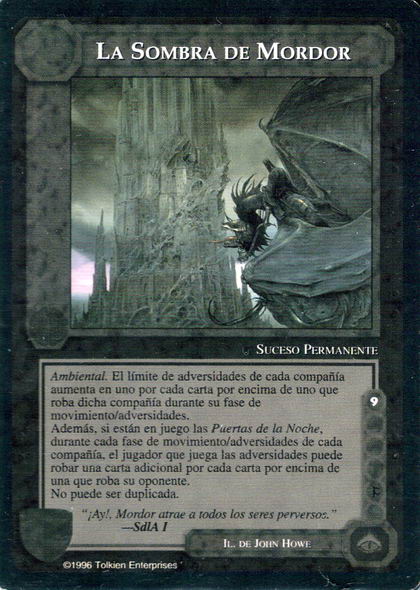 La Sombra de Mordor
Suceso Permanente
Ambiental. El límite de adversidades de cada compañía
aumenta en uno por cada carta por encima de uno que
roba dicha compañía durante su fase de
movimiento/adversidades.
Además, si están en juego las Puertas de la Noche,
durante cada fase de movimiento/adversidades de cada
compañía, el jugador que juega las adversidades puede
robar una carta adicional por cada carta por encima de
una que roba su oponente.
No puede ser duplicada.
9
"¡Ay!, Mordor atrae a todos los seres perversos."
—SdlA I
Il. de John Howe
©1996 Tolkien Enterprises